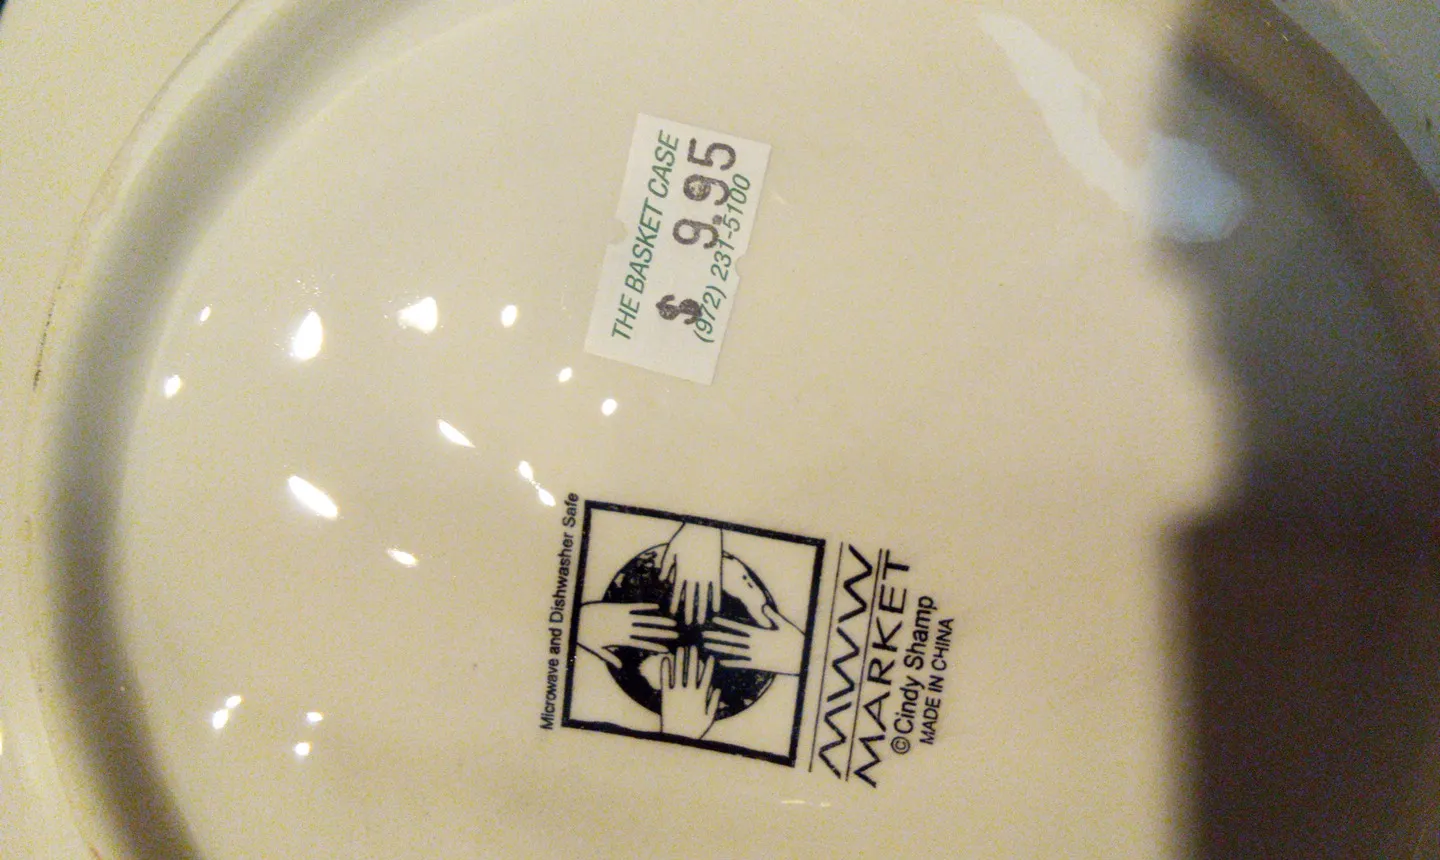 THE BASKET CASE
$ 9.95
(972) 231-5100
Microwave and Dishwasher Safe
MWW
MARKET
©Cindy Shamp
MADE IN CHINA